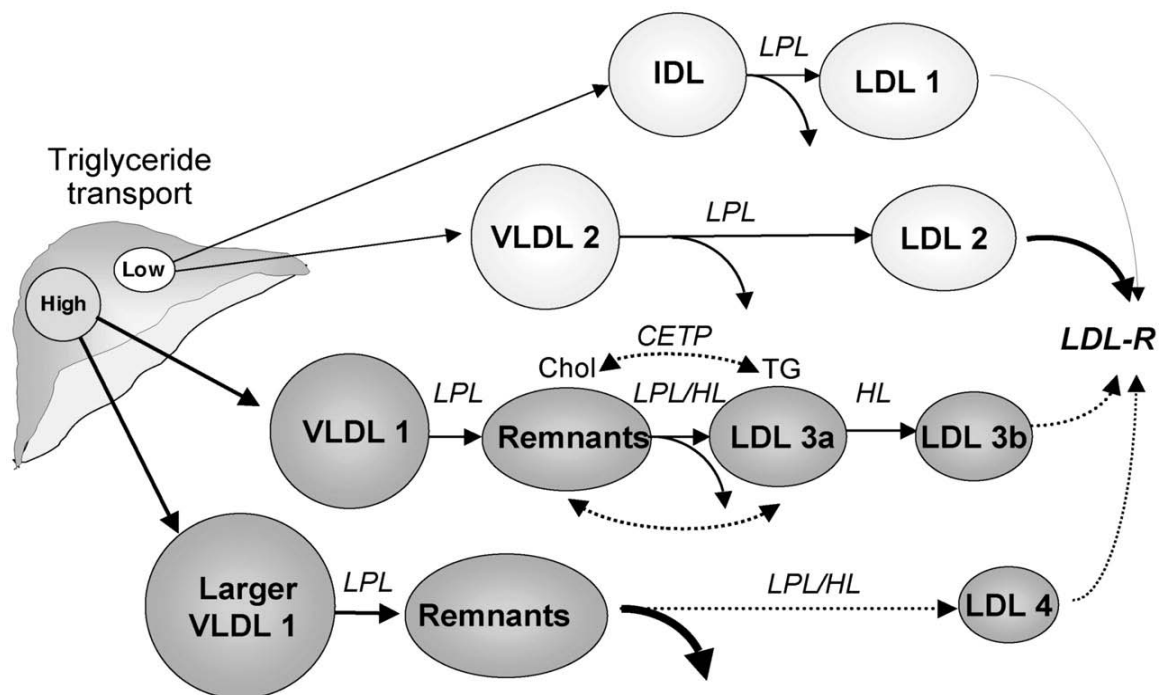 LPL
IDL
LDL 1
Triglyceride
transport
LPL
VLDL 2
LDL 2
Low
High
LDL-R
CETP
Chol
TG
LPL
LPL/HL
HL
VLDL 1
Remnants
LDL 3a
LDL 3b
Larger
VLDL 1
LPL
Remnants
LPL/HL
LDL 4